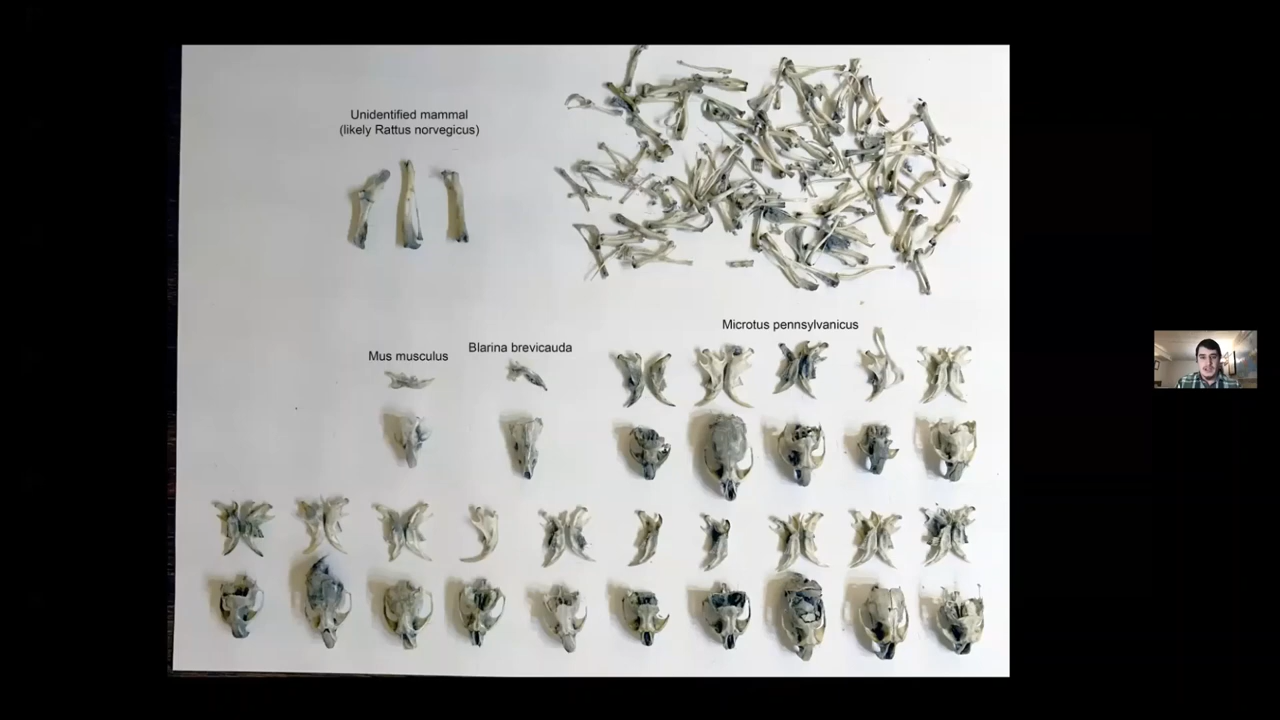 Unidentified mammal
(likely Rattus norvegicus)
Microtus pennsylvanicus
Mus musculus
Blarina brevicauda